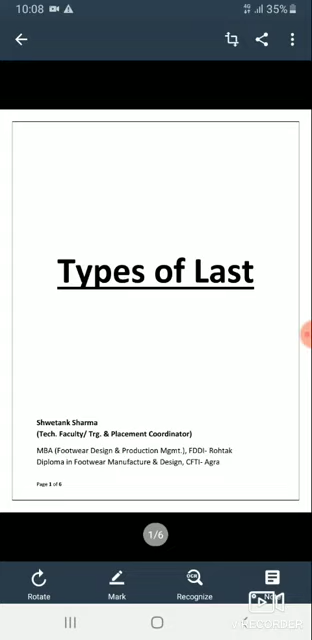 10:08
4G
35%
Types of Last
Shwetank Sharma
(Tech. Faculty/ Trg. & Placement Coordinator)
MBA (Footwear Design & Production Mgmt.), FDDI- Rohtak
Diploma in Footwear Manufacture & Design, CFTI- Agra
Page 1 of 6
1/6
OCR
Rotate Mark Recognize
RECORDER